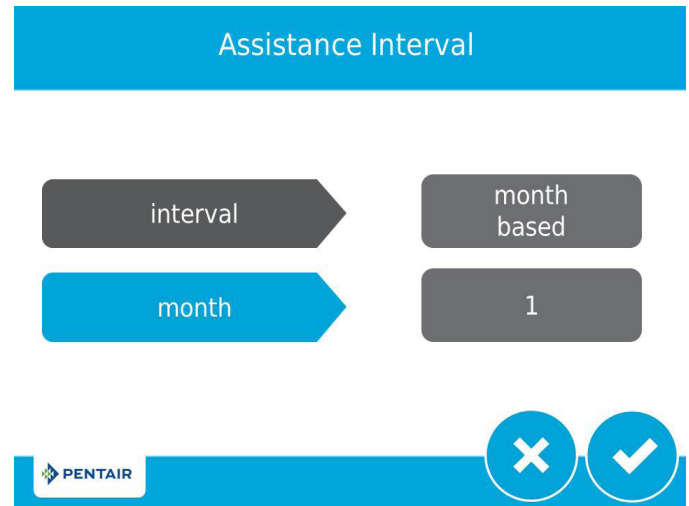 Assistance Interval
interval
month
based
month
1
PENTAIR